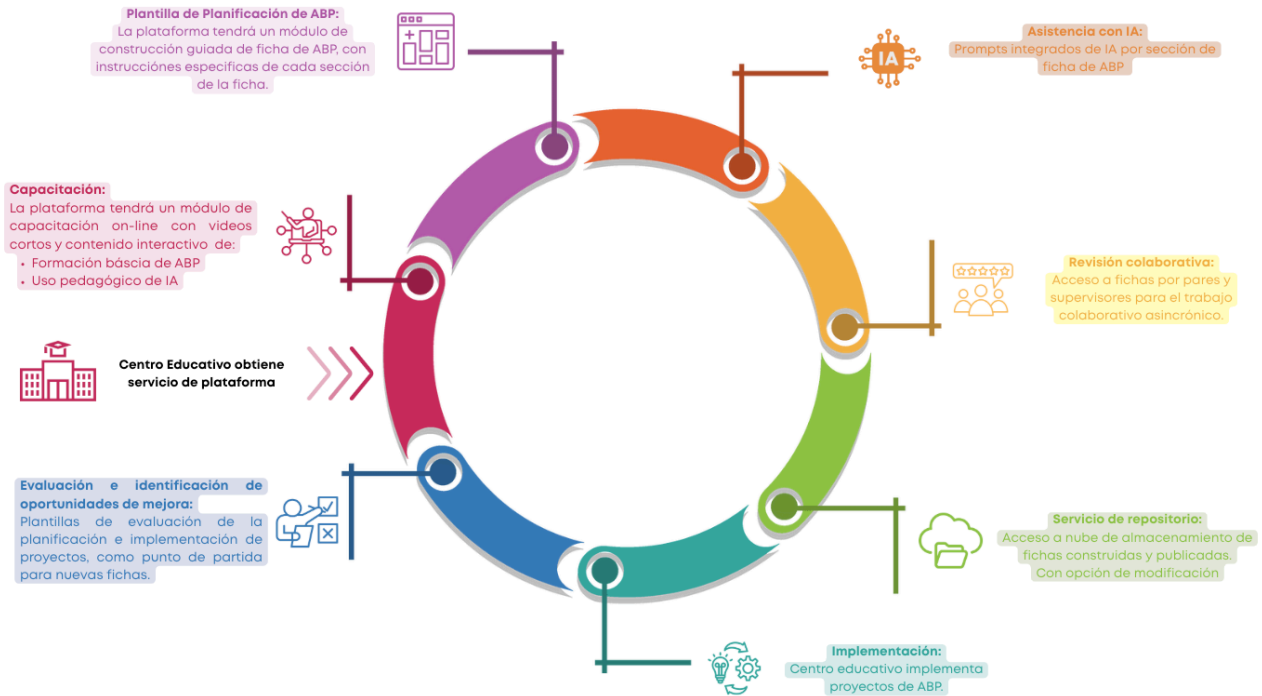 Plantilla de Planificación de ABP:
La plataforma tendrá un módulo de
construcción guiada de ficha de ABP, con
instrucciónes especificas de cada sección
de la ficha.
IA
Asistencia con IA:
Prompts integrados de IA por sección de
ficha de ABP
Capacitación:
La plataforma tendrá un módulo de
capacitación on-line con videos
cortos y contenido interactivo de:
• Formación báscia de ABP
• Uso pedagógico de IA
Revisión colaborativa:
Acceso a fichas por pares y
supervisores para el trabajo
colaborativo asincrónico.
Centro Educativo obtiene
servicio de plataforma
Evaluación e identificación de
oportunidades de mejora:
Plantillas de evaluación de la
planificación e implementación de
proyectos, como punto de partida
para nuevas fichas.
Servicio de repositorio:
Acceso a nube de almacenamiento de
fichas construidas y publicadas.
Con opción de modificación
Implementación:
Centro educativo implementa
proyectos de ABP.